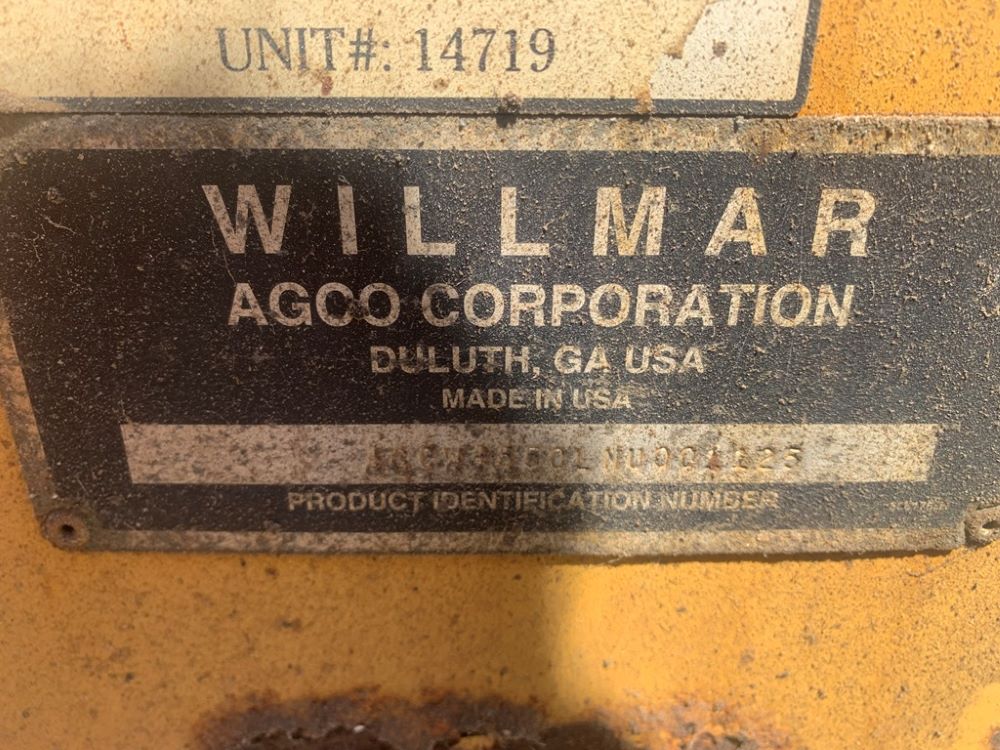 UNIT#: 14719
WILLMAR
AGCO CORPORATION
DULUTH, GA USA
MADE IN USA
PRODUCT IDENTIFICATION NUMBER